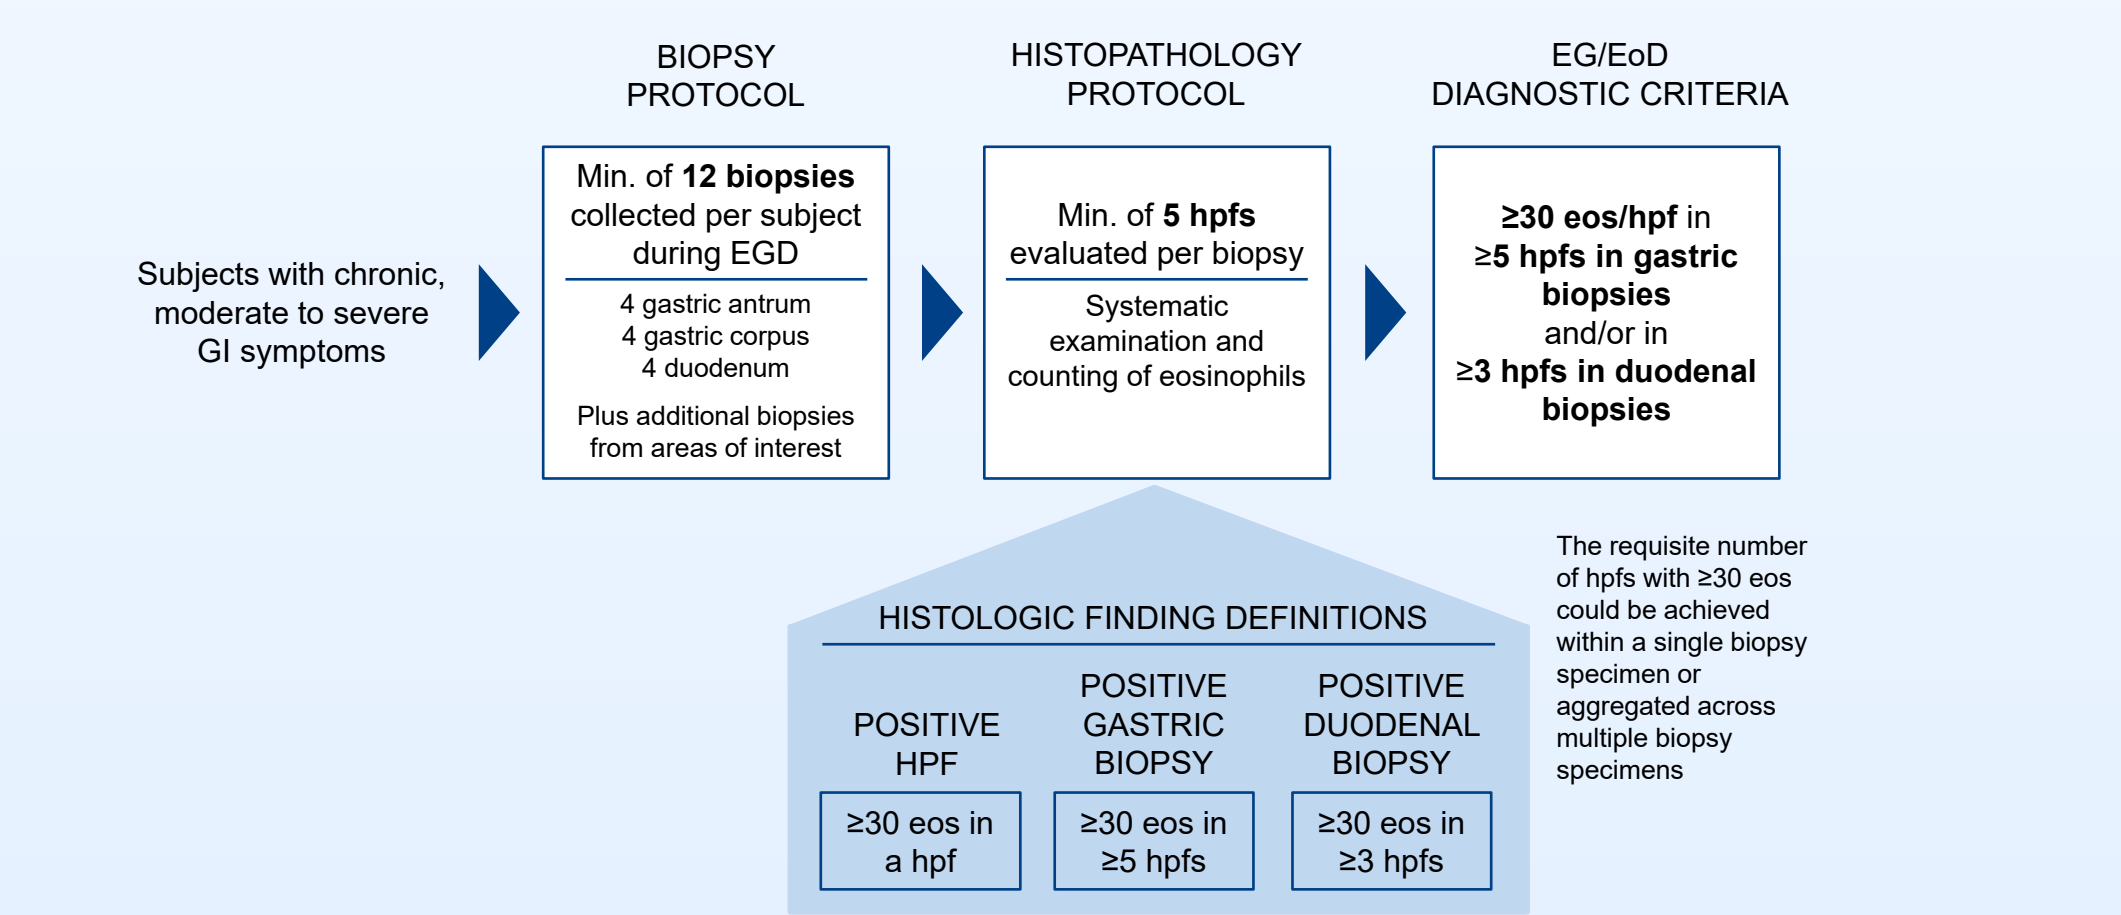 Subjects with chronic,
moderate to severe
GI symptoms
BIOPSY
PROTOCOL
Min. of 12 biopsies
collected per subject
during EGD
4 gastric antrum
4 gastric corpus
4 duodenum
Plus additional biopsies
from areas of interest
HISTOPATHOLOGY
PROTOCOL
Min. of 5 hpfs
evaluated per biopsy
Systematic
examination and
counting of eosinophils
EG/EoD
DIAGNOSTIC CRITERIA
≥30 eos/hpf in
≥5 hpfs in gastric
biopsies
and/or in
≥3 hpfs in duodenal
biopsies
HISTOLOGIC FINDING DEFINITIONS
POSITIVE
HPF
≥30 eos in
a hpf
POSITIVE
GASTRIC
BIOPSY
≥30 eos in
≥5 hpfs
POSITIVE
DUODENAL
BIOPSY
≥30 eos in
≥3 hpfs
The requisite number
of hpfs with ≥30 eos
could be achieved
within a single biopsy
specimen or
aggregated across
multiple biopsy
specimens